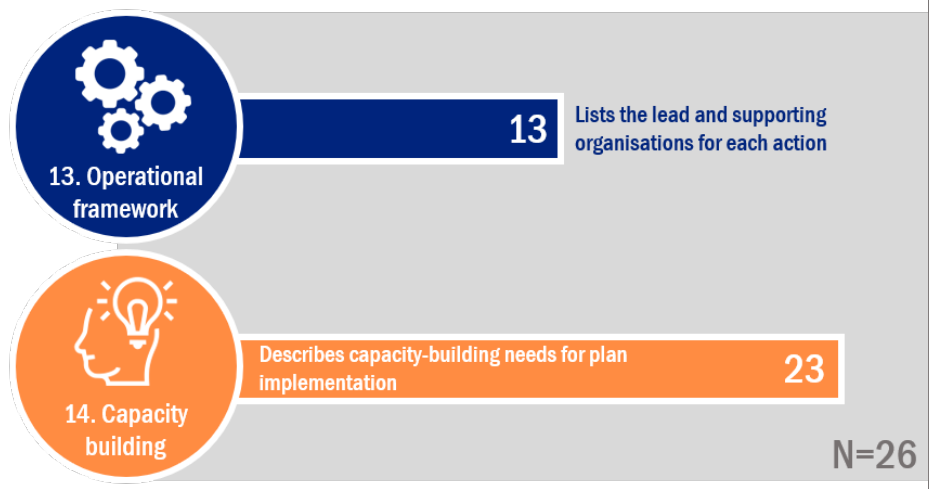 13. Operational
framework
13
Lists the lead and supporting
organisations for each action
14. Capacity
building
Describes capacity-building needs for plan
implementation
23
N=26